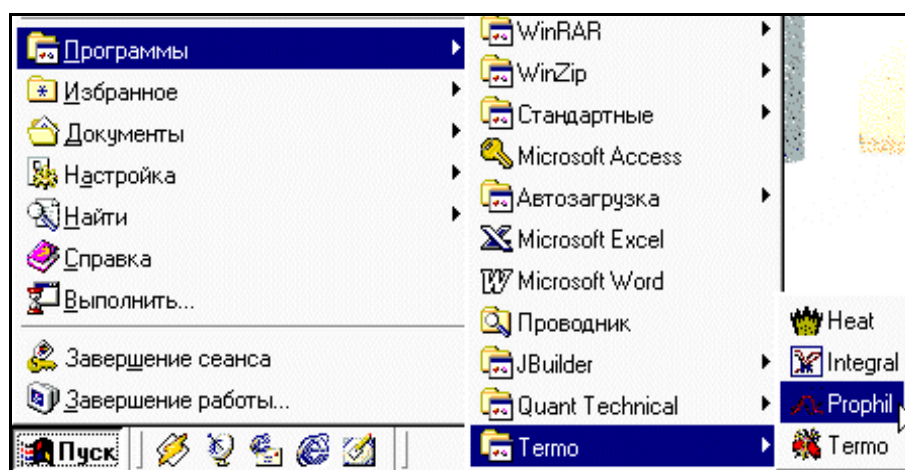 Программы
Избранное
Документы
Настройка
Найти
Справка
Выполнить...
Завершение сеанса
Завершение работы...
Пуск
WinRAR
WinZip
Стандартные
Microsoft Access
Автозагрузка
Microsoft Excel
Microsoft Word
Проводник
JBuilder
Quant Technical
Termo
Heat
Integral
Prophil
Termo